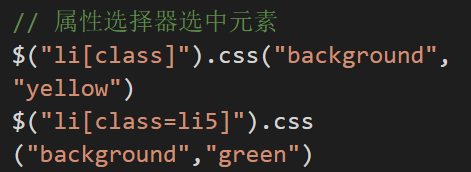 // 属性选择器选中元素
$("li[class]").css("background",
"yellow")
$("li[class=li5]").css
("background","green")